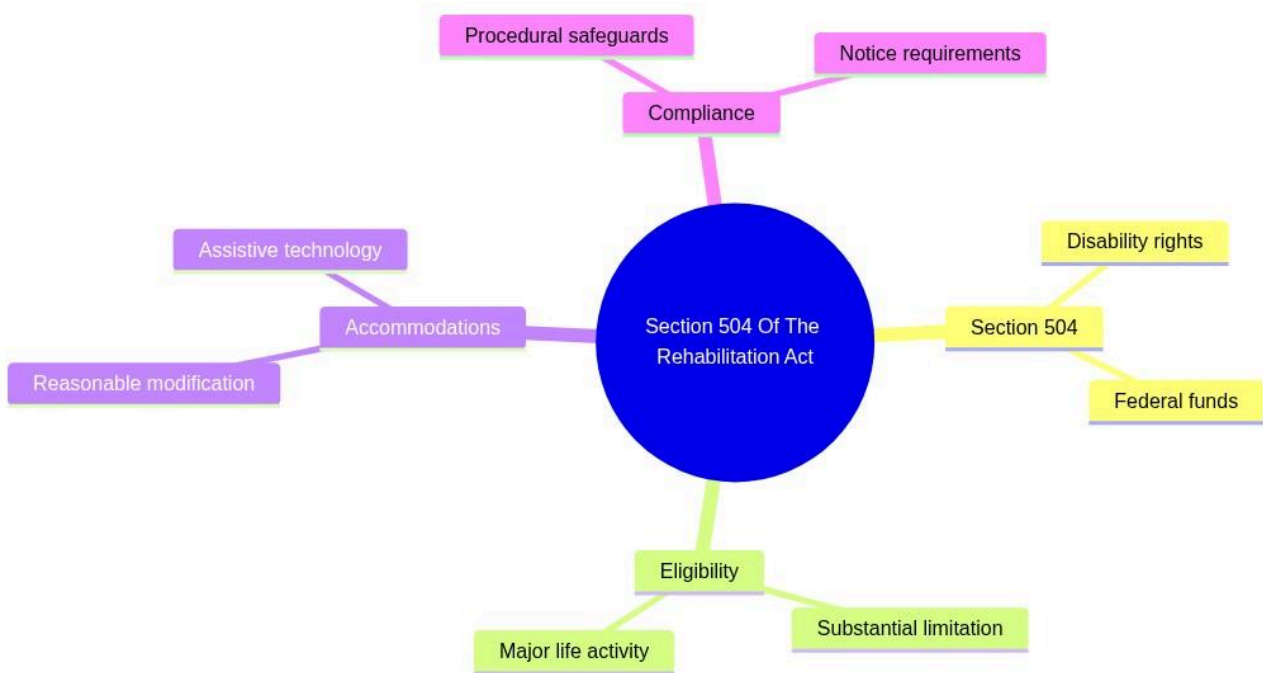 Procedural safeguards
Notice requirements
Compliance
Assistive technology
Disability rights
Accommodations
Section 504 Of The
Rehabilitation Act
Section 504
Reasonable modification
Federal funds
Eligibility
Substantial limitation
Major life activity